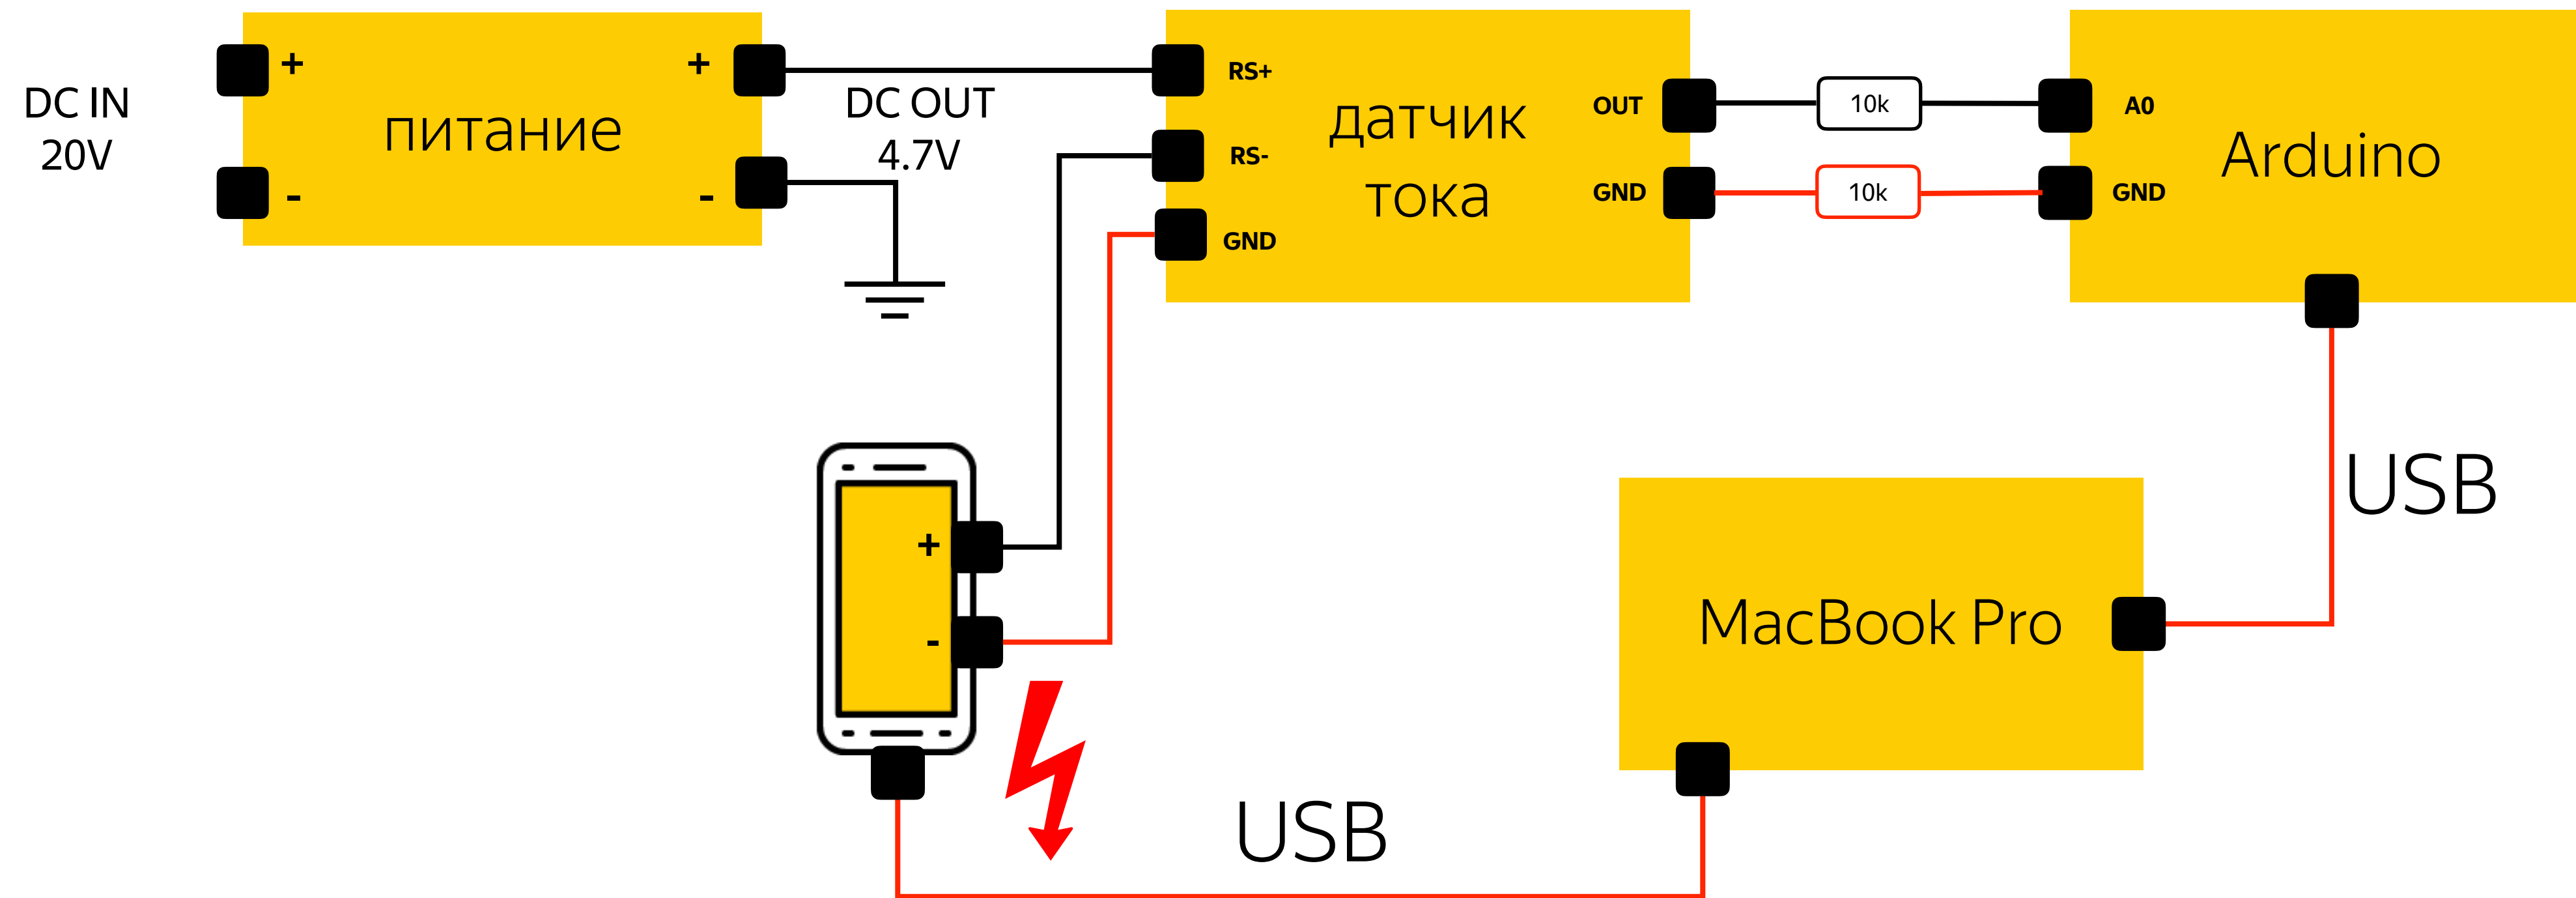 DC IN
20V
+
-
питание
+
-
DC OUT
4.7V
RS+
RS-
GND
датчик
тока
OUT
GND
10k
10k
A0
GND
Arduino
+
-
USB
MacBook Pro
USB